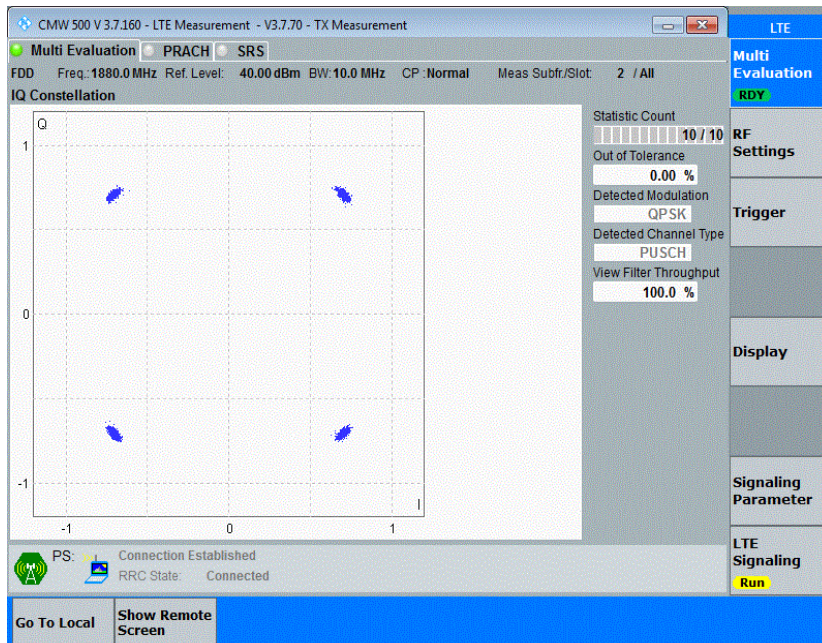 CMW 500 V 3.7.160 - LTE Measurement - V3.7.70 - TX Measurement
LTE
Multi Evaluation PRACH SRS
FDD Freq.:1880.0 MHz Ref. Level: 40.00 dBm BW:10.0 MHz CP :Normal Meas Subfr./Slot: 2 / All
IQ Constellation
Q
1
0
-1
I
-1 0 1
Statistic Count
10 / 10
Out of Tolerance
0.00 %
Detected Modulation
QPSK
Detected Channel Type
PUSCH
View Filter Throughput
100.0 %
Multi
Evaluation
RDY
RF
Settings
Trigger
Display
Signaling
Parameter
LTE
Signaling
Run
PS: Connection Established
RRC State: Connected
Go To Local
Show Remote
Screen